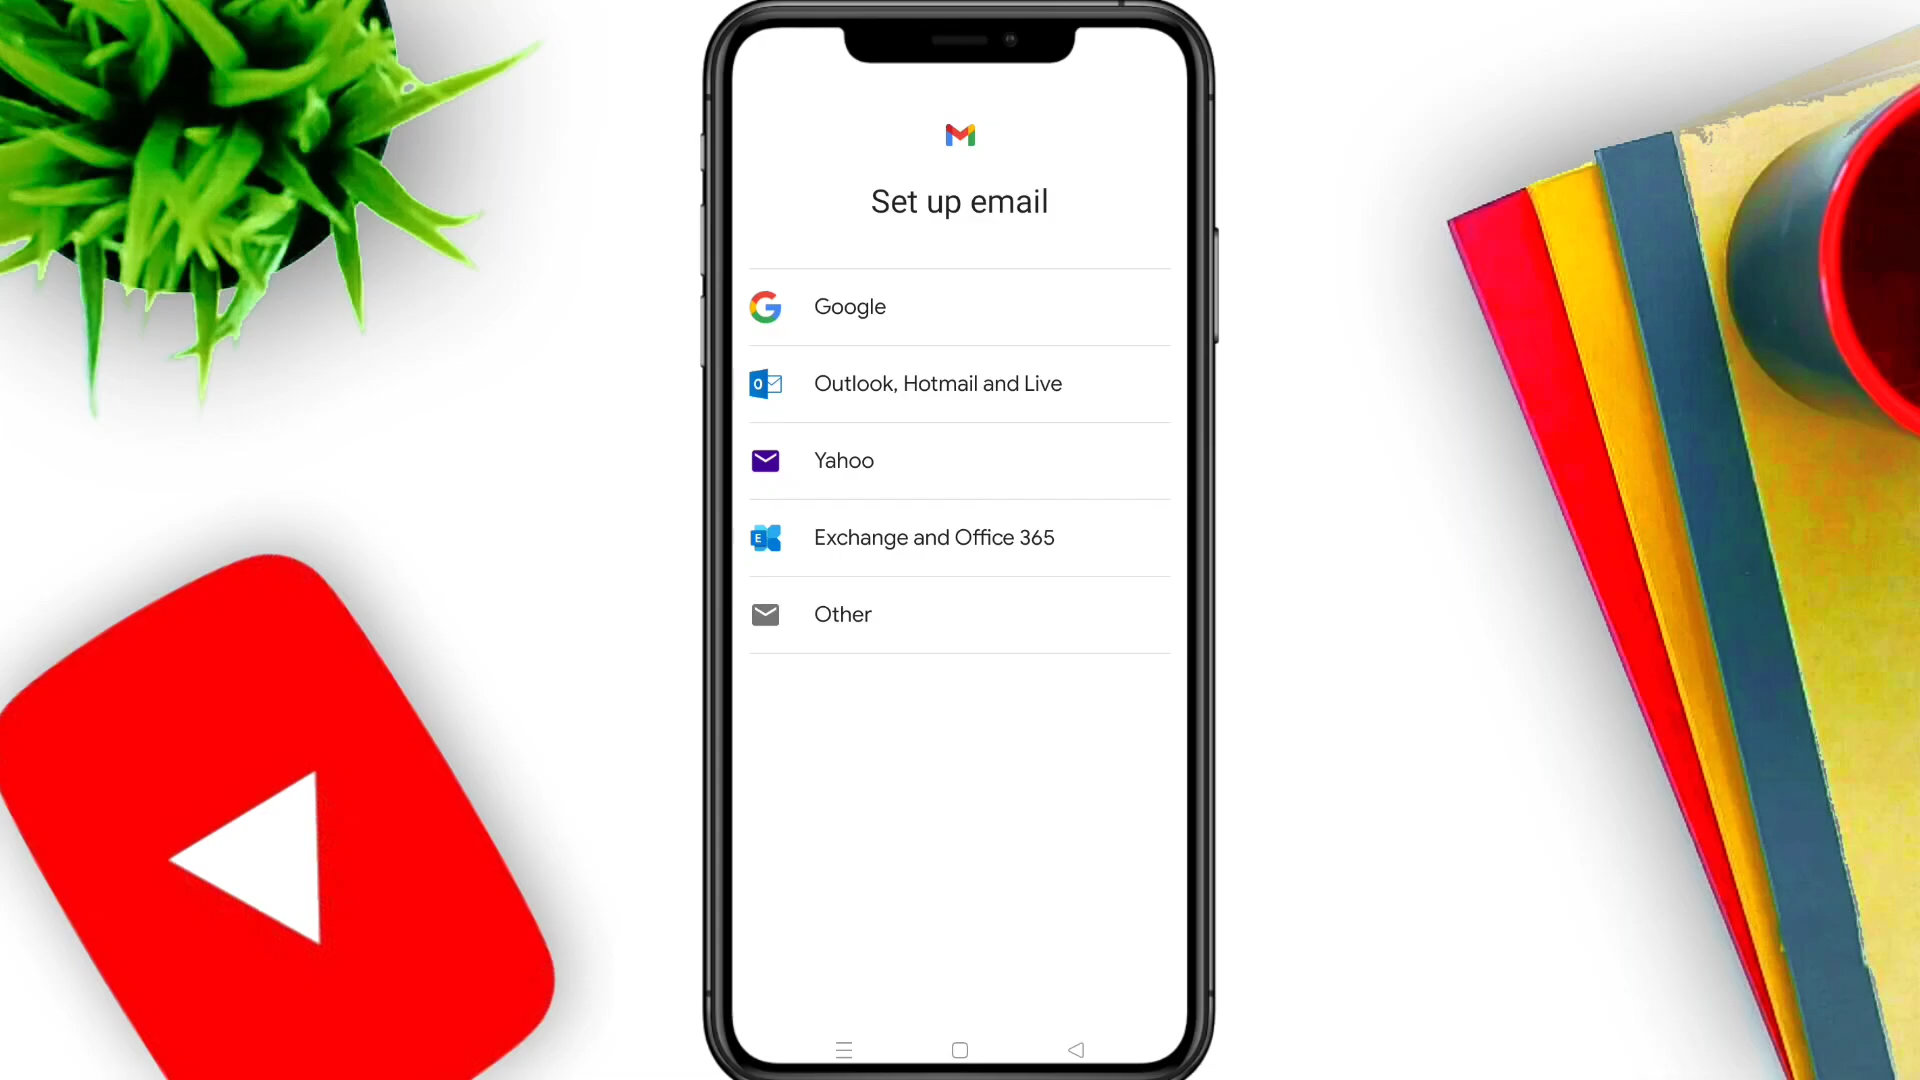 Set up email
Google
Outlook, Hotmail and Live
Yahoo
Exchange and Office 365
Other